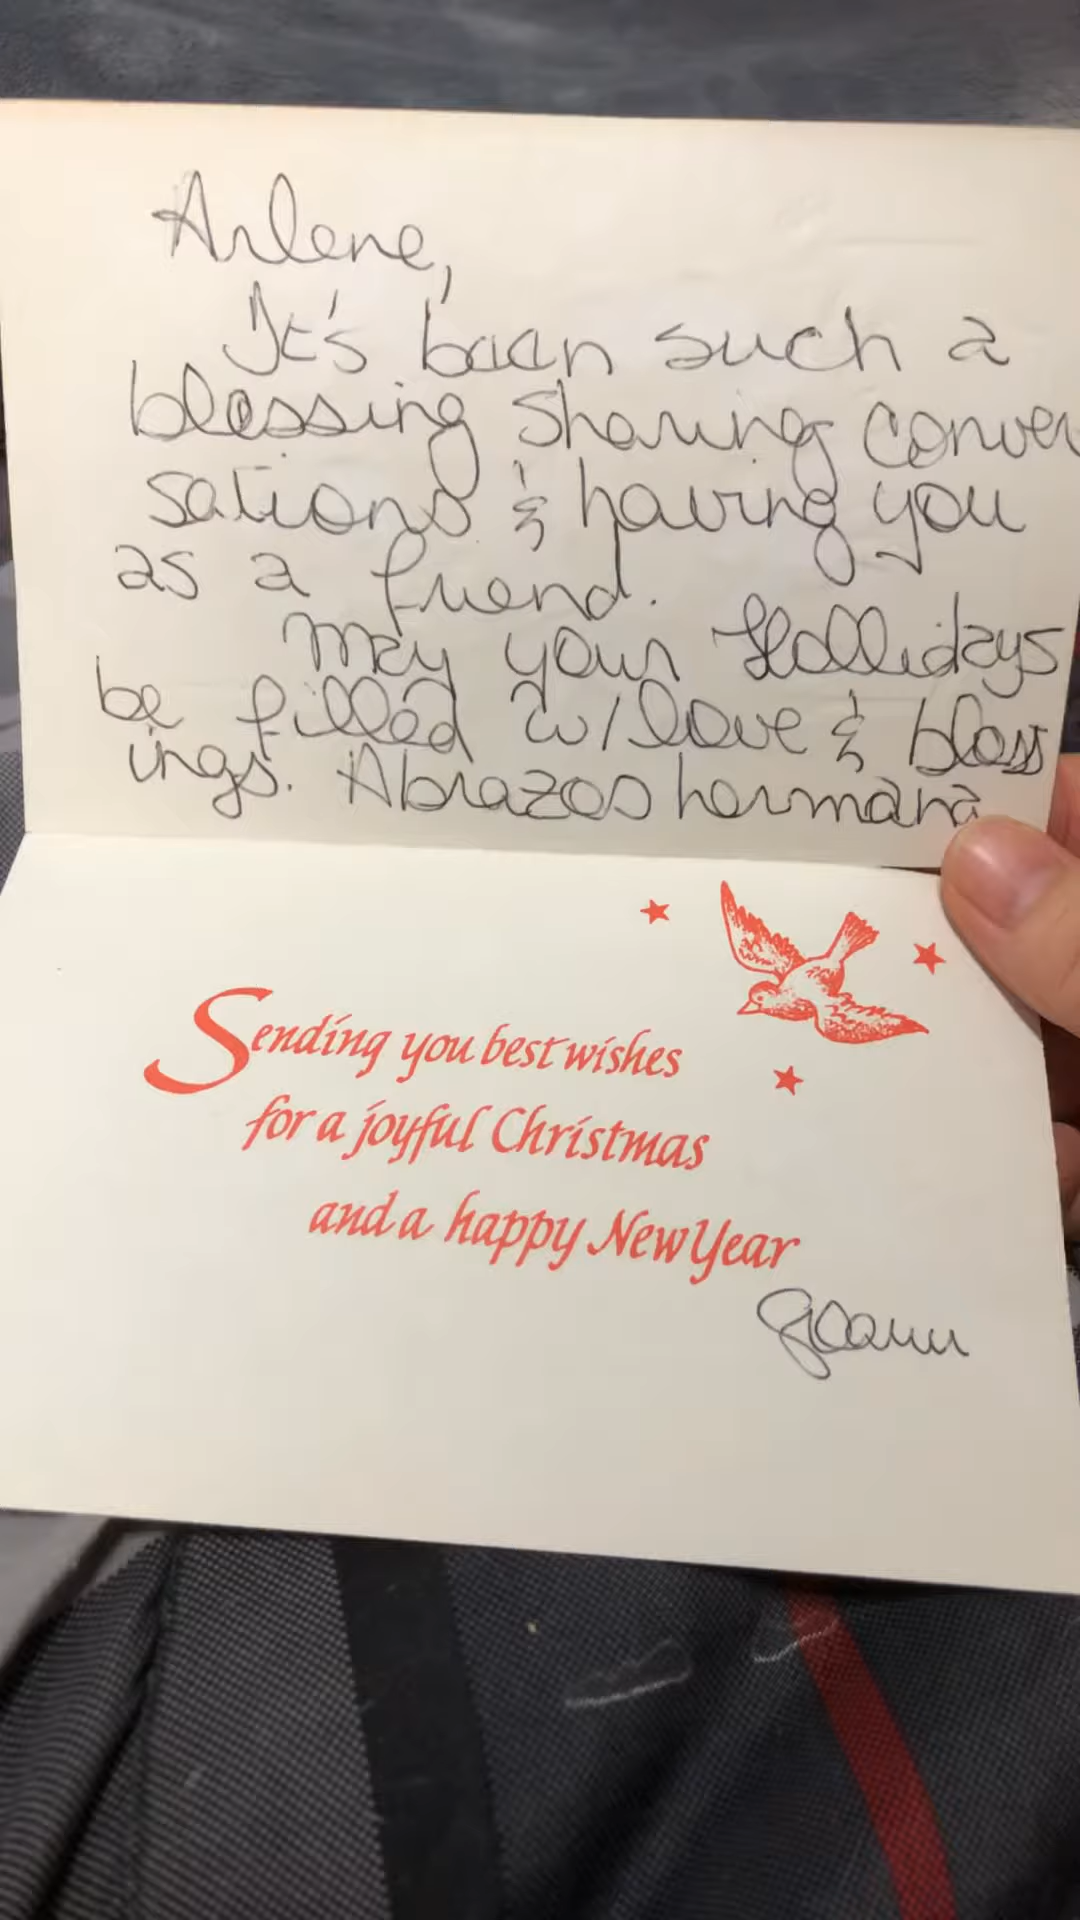 Arlene,
It's been such a
blessing sharing conver
sations & having you
as a friend.
May your Hollidays
be filled w/love & bless
ings. Abrazos hermana
Sending you best wishes
for a joyful Christmas
and a happy New Year